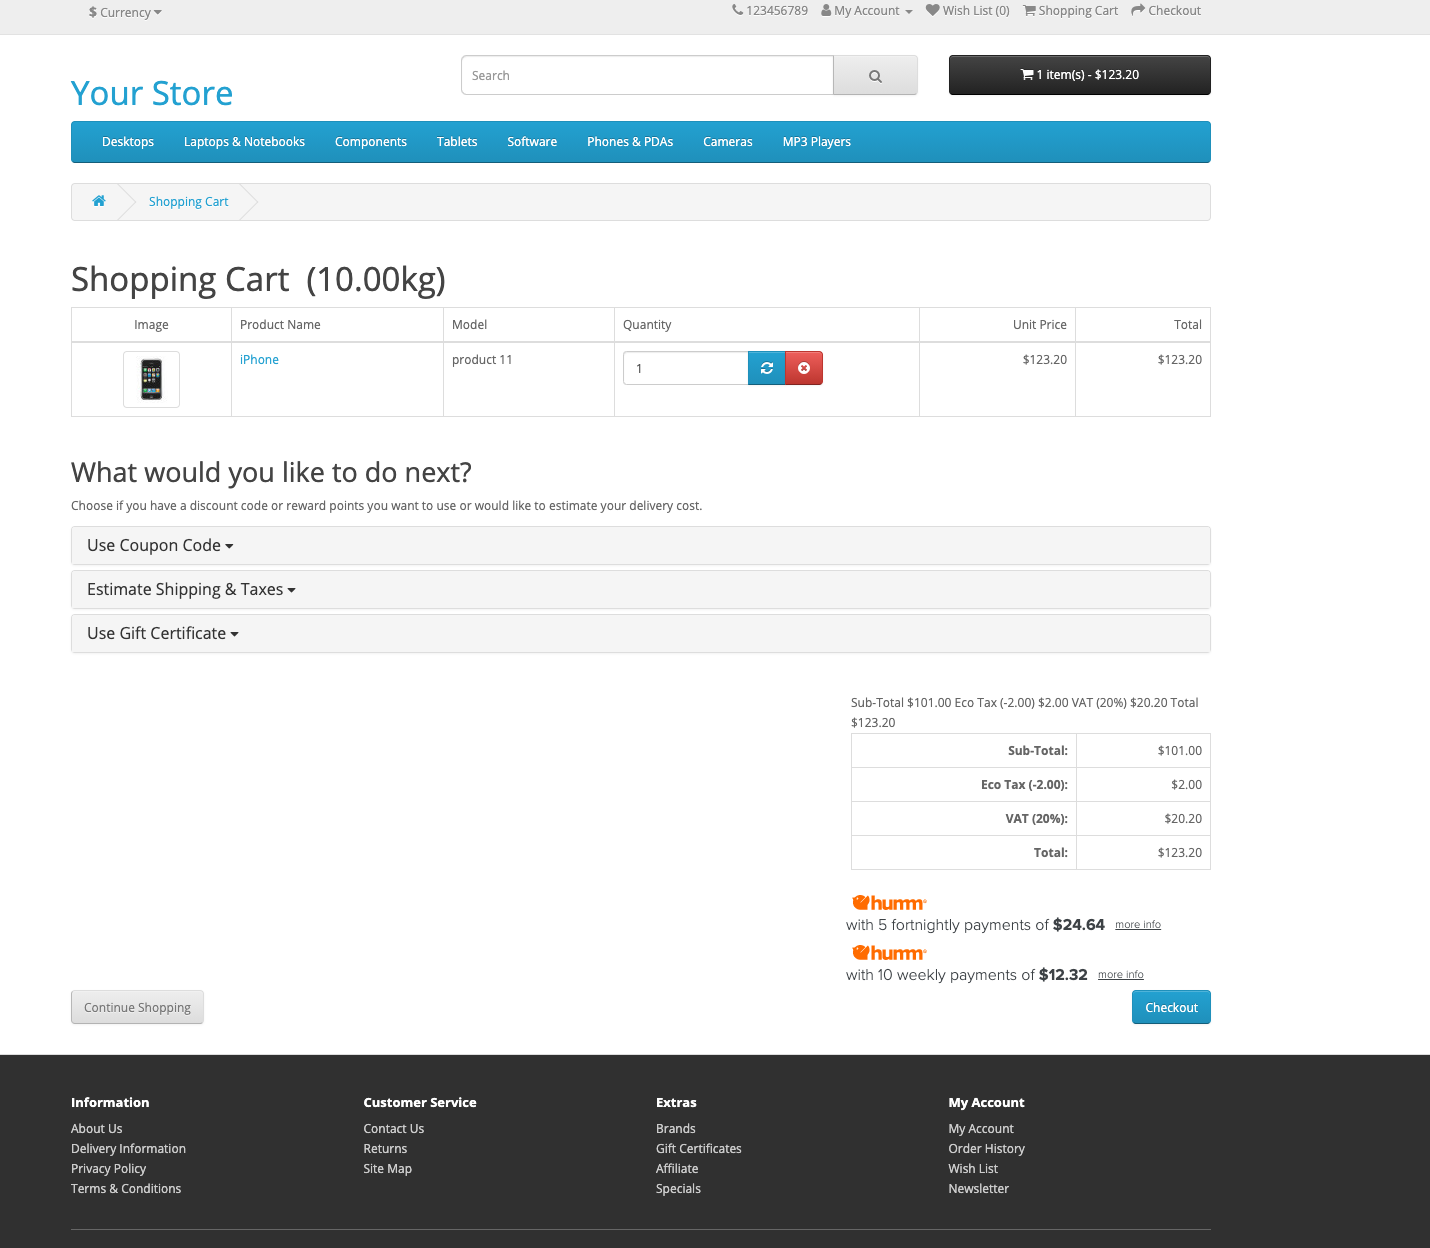 $ Currency
123456789 My Account Wish List (0) Shopping Cart Checkout
Your Store
Search
1 item(s) - $123.20
Desktops Laptops & Notebooks Components Tablets Software Phones & PDAs Cameras MP3 Players
Shopping Cart
Shopping Cart (10.00kg)
Image Product Name Model Quantity Unit Price Total
iPhone product 11 1 $123.20 $123.20
What would you like to do next?
Choose if you have a discount code or reward points you want to use or would like to estimate your delivery cost.
Use Coupon Code
Estimate Shipping & Taxes
Use Gift Certificate
Sub-Total $101.00 Eco Tax (-2.00) $2.00 VAT (20%) $20.20 Total
$123.20
Sub-Total: $101.00
Eco Tax (-2.00): $2.00
VAT (20%): $20.20
Total: $123.20
humm
with 5 fortnightly payments of $24.64 more info
humm
with 10 weekly payments of $12.32 more info
Continue Shopping Checkout
Information Customer Service Extras My Account
About Us Contact Us Brands My Account
Delivery Information Returns Gift Certificates Order History
Privacy Policy Site Map Affiliate Wish List
Terms & Conditions Specials Newsletter